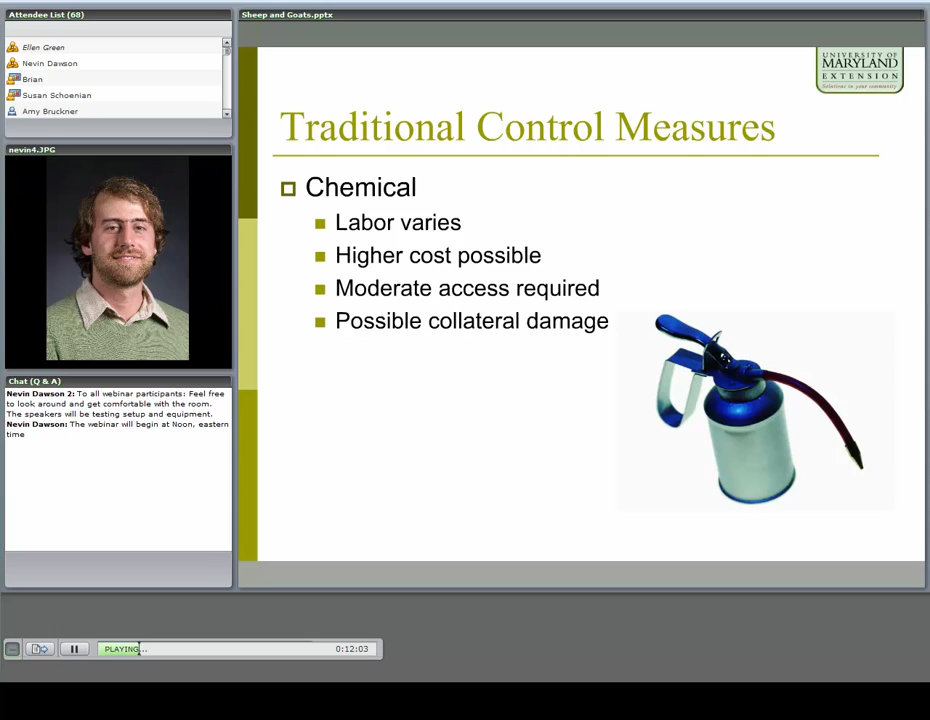 Attendee List (68)
Ellen Green
Nevin Dawson
Brian
Susan Schoenian
Amy Bruckner
nevin4.JPG
Chat (Q & A)
Nevin Dawson 2: To all webinar participants: Feel free
to look around and get comfortable with the room.
The speakers will be testing setup and equipment.
Nevin Dawson: The webinar will begin at Noon, eastern
time
Sheep and Goats.pptx
UNIVERSITY OF
MARYLAND
EXTENSION
Solutions in your community
Traditional Control Measures
Chemical
Labor varies
Higher cost possible
Moderate access required
Possible collateral damage
PLAYING...
0:12:03